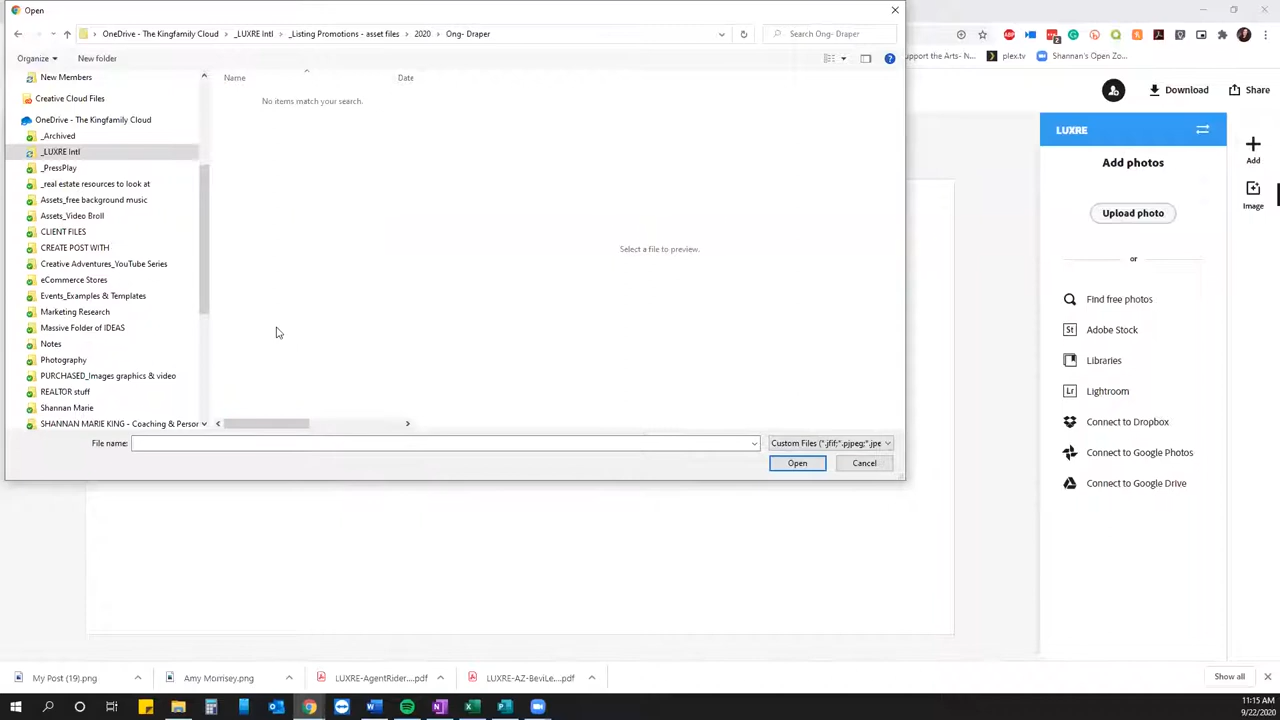 Open
OneDrive - The Kingfamily Cloud › _LUXRE Intl › _Listing Promotions - asset files › 2020 › Ong- Draper
Search Ong- Draper
Organize
New folder
Name
Date
No items match your search.
Select a file to preview.
New Members
Creative Cloud Files
OneDrive - The Kingfamily Cloud
_Archived
_LUXRE Intl
_PressPlay
_real estate resources to look at
Assets_free background music
Assets_Video Broll
CLIENT FILES
CREATE POST WITH
Creative Adventures_YouTube Series
eCommerce Stores
Events_Examples & Templates
Marketing Research
Massive Folder of IDEAS
Notes
Photography
PURCHASED_Images graphics & video
REALTOR stuff
Shannan Marie
SHANNAN MARIE KING - Coaching & Person
File name:
Custom Files (*.jfif;*.pjpeg;*.jpe
Open
Cancel
upport the Arts- N...
plex.tv
Shannan's Open Zo...
Download
Share
LUXRE
Add photos
Upload photo
or
Find free photos
St
Adobe Stock
Libraries
Lr
Lightroom
Connect to Dropbox
Connect to Google Photos
Connect to Google Drive
Add
Image
My Post (19).png
Amy Morrisey.png
LUXRE-AgentRider....pdf
LUXRE-AZ-BeviLe....pdf
Show all
11:15 AM
9/22/2020